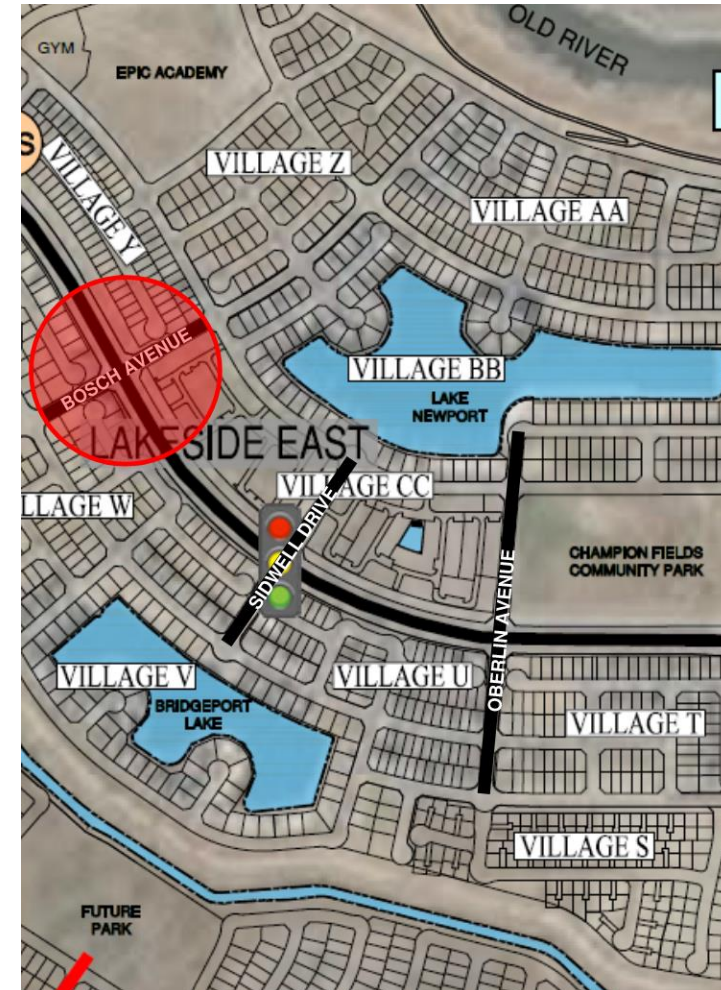 OLD RIVER
GYM
EPIC ACADEMY
S
VILLAGE Y
VILLAGE Z
VILLAGE AA
BOSCH AVENUE
VILLAGE BB
LAKE
NEWPORT
LAKESIDE EAST
VILLAGE CC
LLAGE W
SIDWELL DRIVE
OBERLIN AVENUE
CHAMPION FIELDS
COMMUNITY PARK
VILLAGE V
VILLAGE U
BRIDGEPORT
LAKE
VILLAGE T
VILLAGE S
FUTURE
PARK